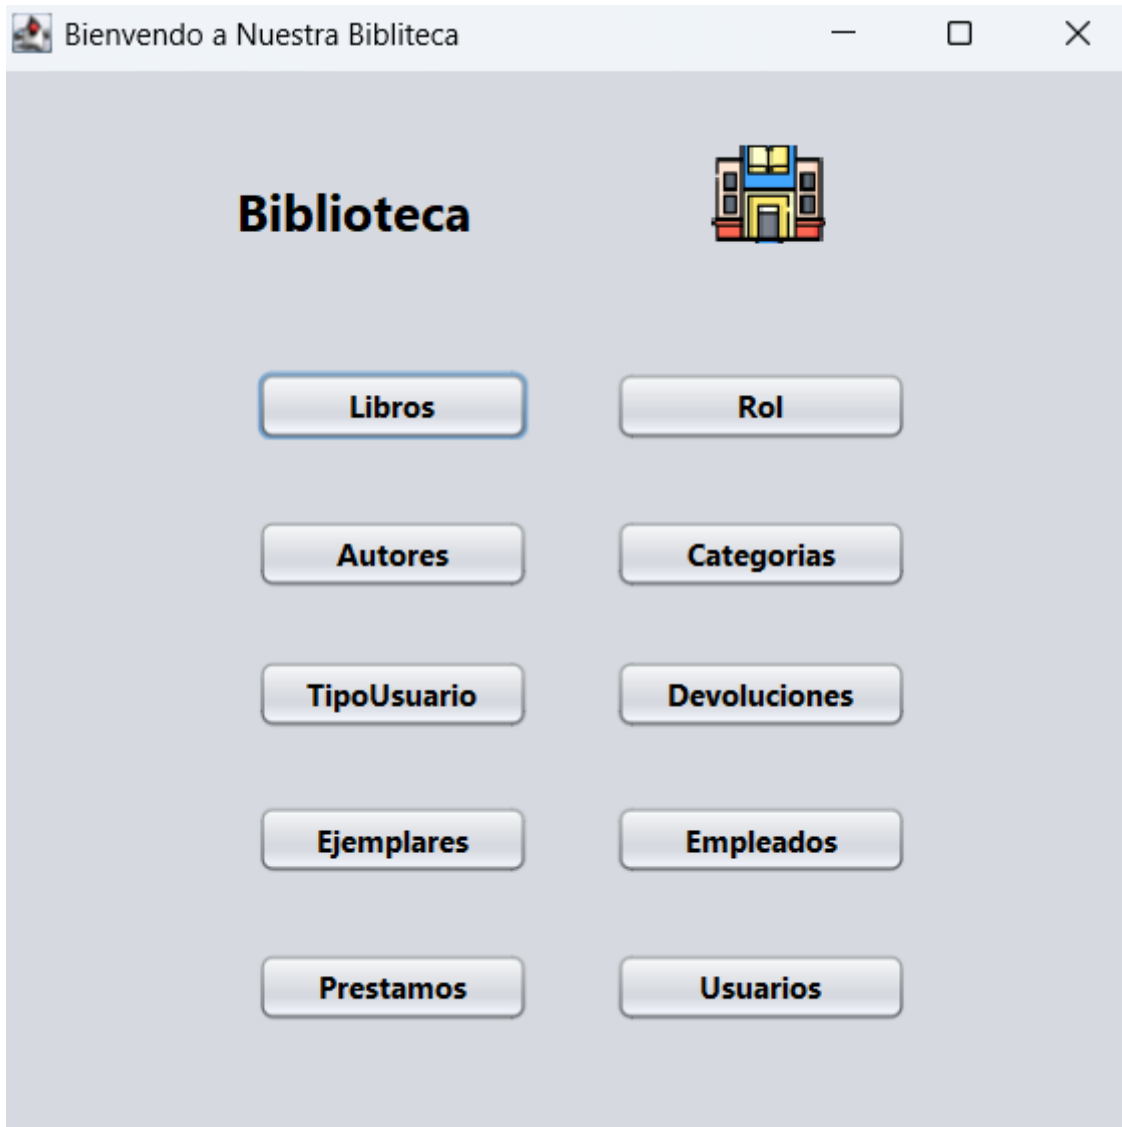 Bienvendo a Nuestra Bibliteca
Biblioteca
Libros Rol
Autores Categorias
TipoUsuario Devoluciones
Ejemplares Empleados
Prestamos Usuarios